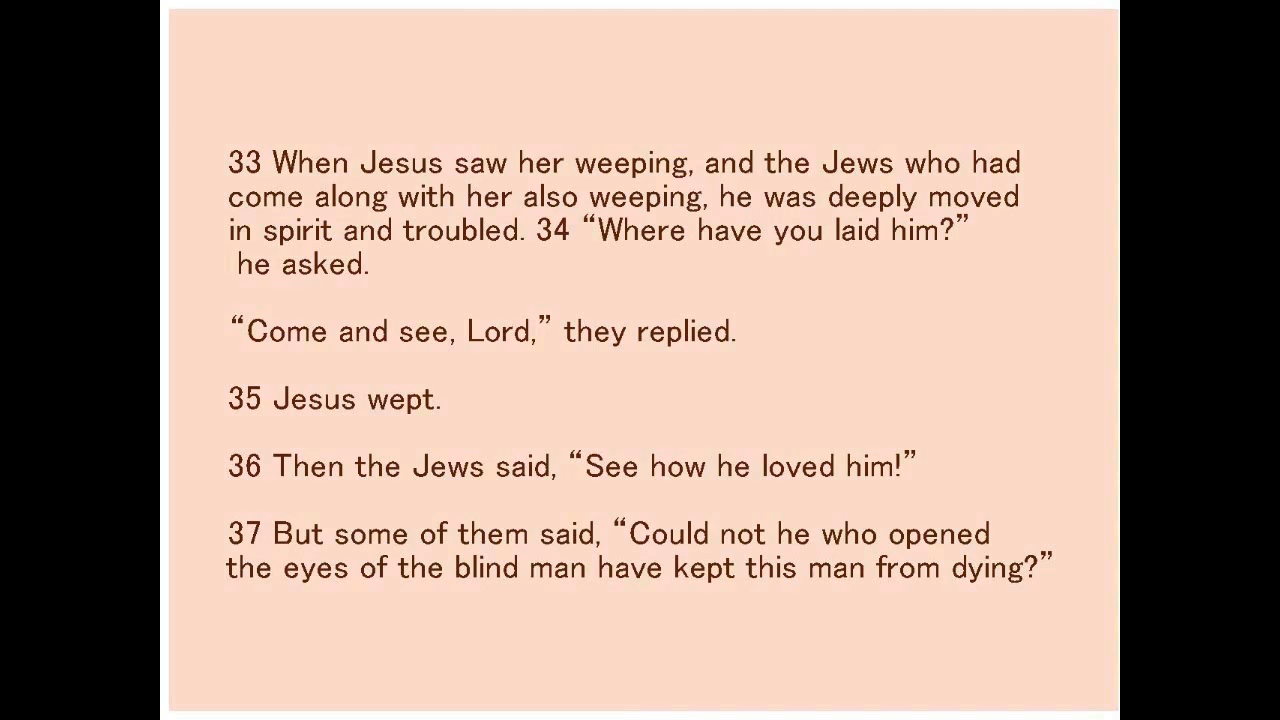 33 When Jesus saw her weeping, and the Jews who had
come along with her also weeping, he was deeply moved
in spirit and troubled. 34 “Where have you laid him?”
he asked.
“Come and see, Lord,” they replied.
35 Jesus wept.
36 Then the Jews said, “See how he loved him!”
37 But some of them said, “Could not he who opened
the eyes of the blind man have kept this man from dying?”